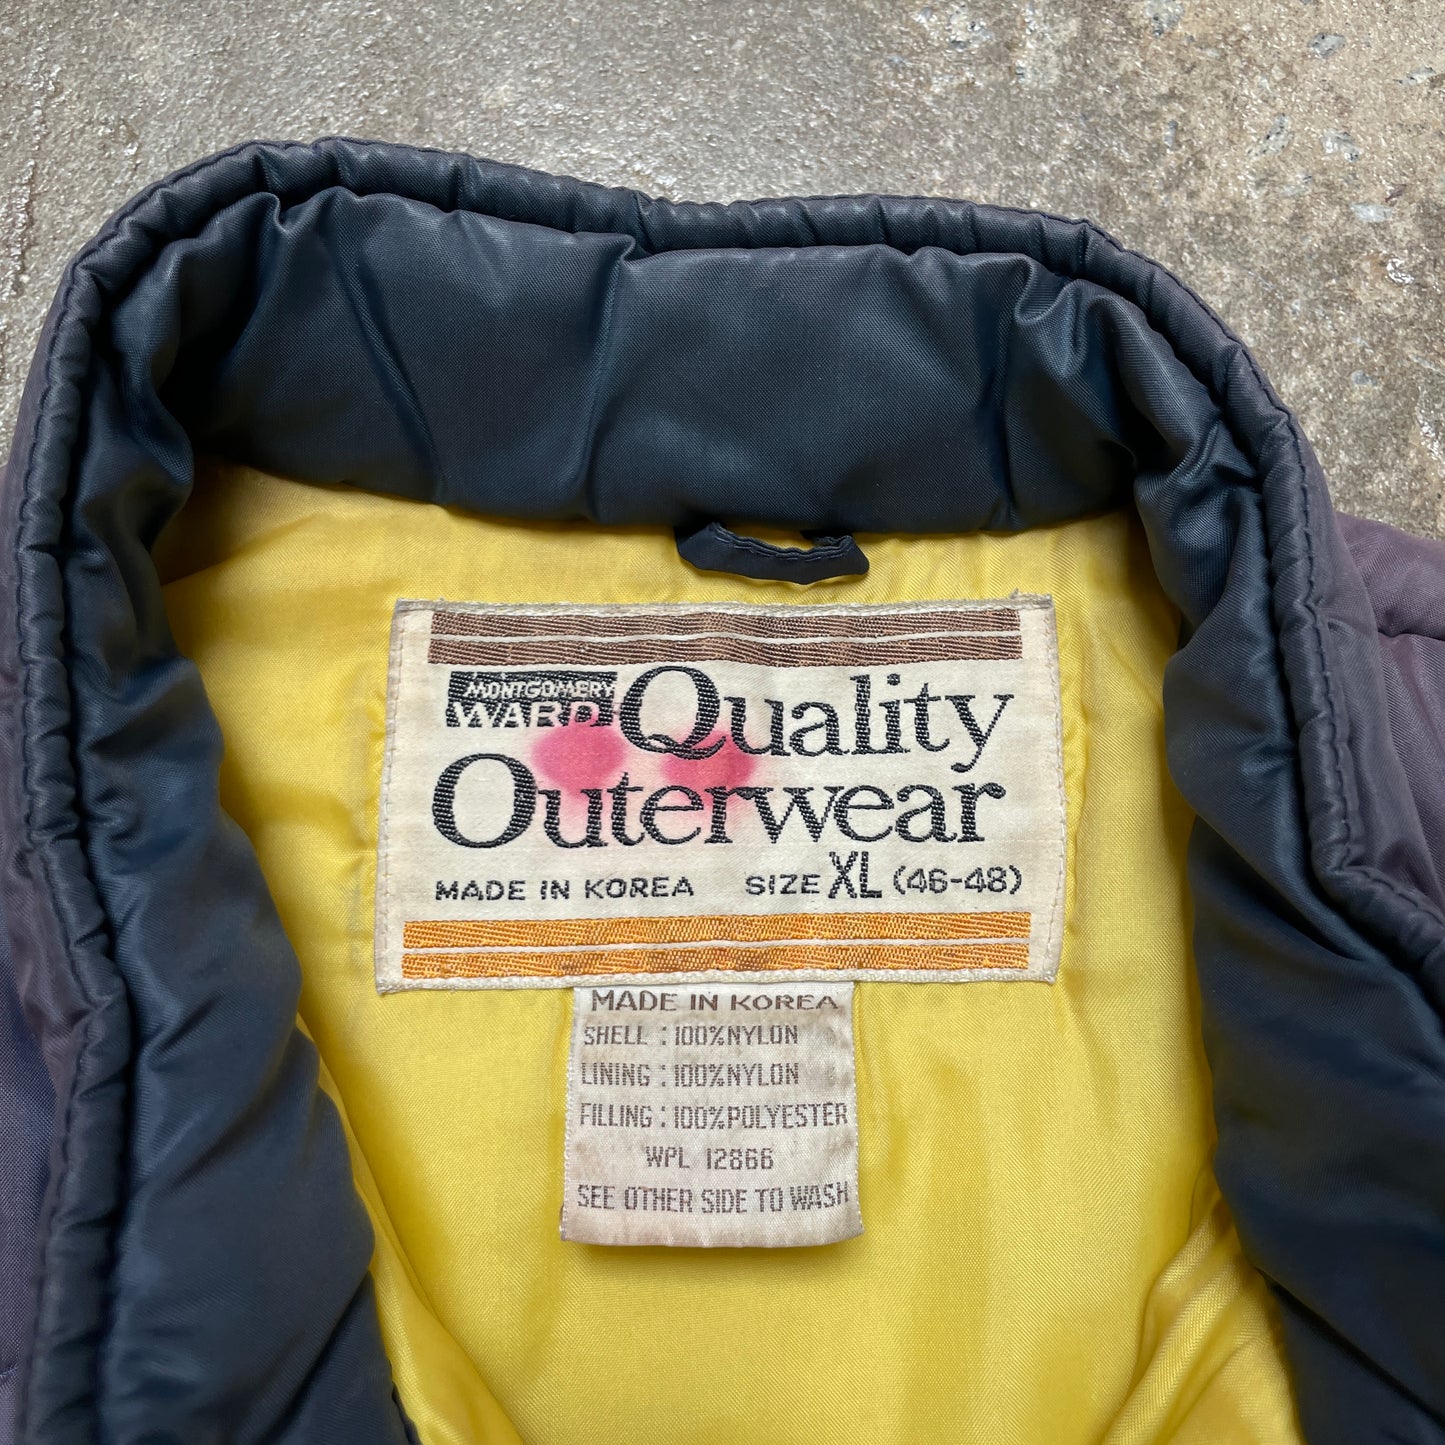 MONTGOMERY
WARD
Quality
Outerwear
MADE IN KOREA SIZE XL (46-48)
MADE IN KOREA
SHELL : 100%NYLON
LINING : 100%NYLON
FILLING : 100%POLYESTER
WPL 12866
SEE OTHER SIDE TO WASH